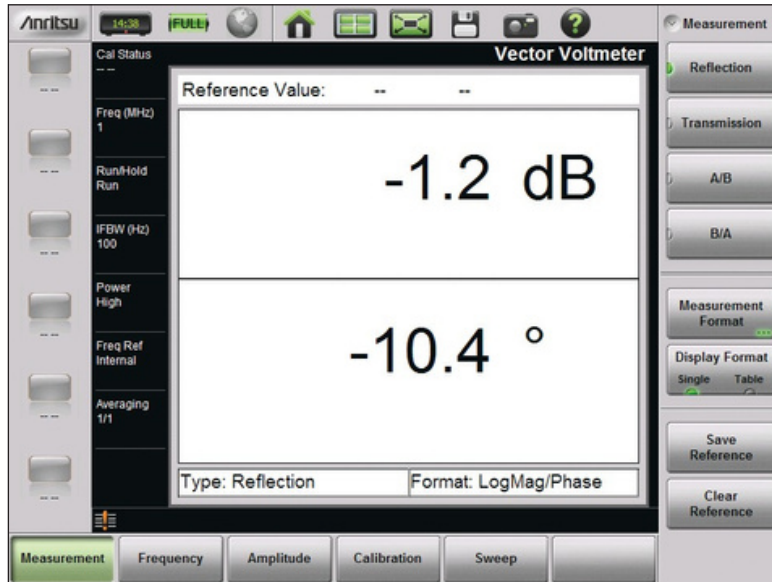 Anritsu 14:38 FULL ?
Vector Voltmeter
Cal Status
--
Freq (MHz)
1
Run/Hold
Run
IFBW (Hz)
100
Power
High
Freq Ref
Internal
Averaging
1/1
-- --
-- --
-- --
-- --
-- --
-- --
Reference Value: -- --
-1.2 dB
-10.4 °
Type: Reflection
Format: LogMag/Phase
Measurement
Reflection
Transmission
A/B
B/A
Measurement
Format
Display Format
Single Table
Save
Reference
Clear
Reference
Measurement Frequency Amplitude Calibration Sweep